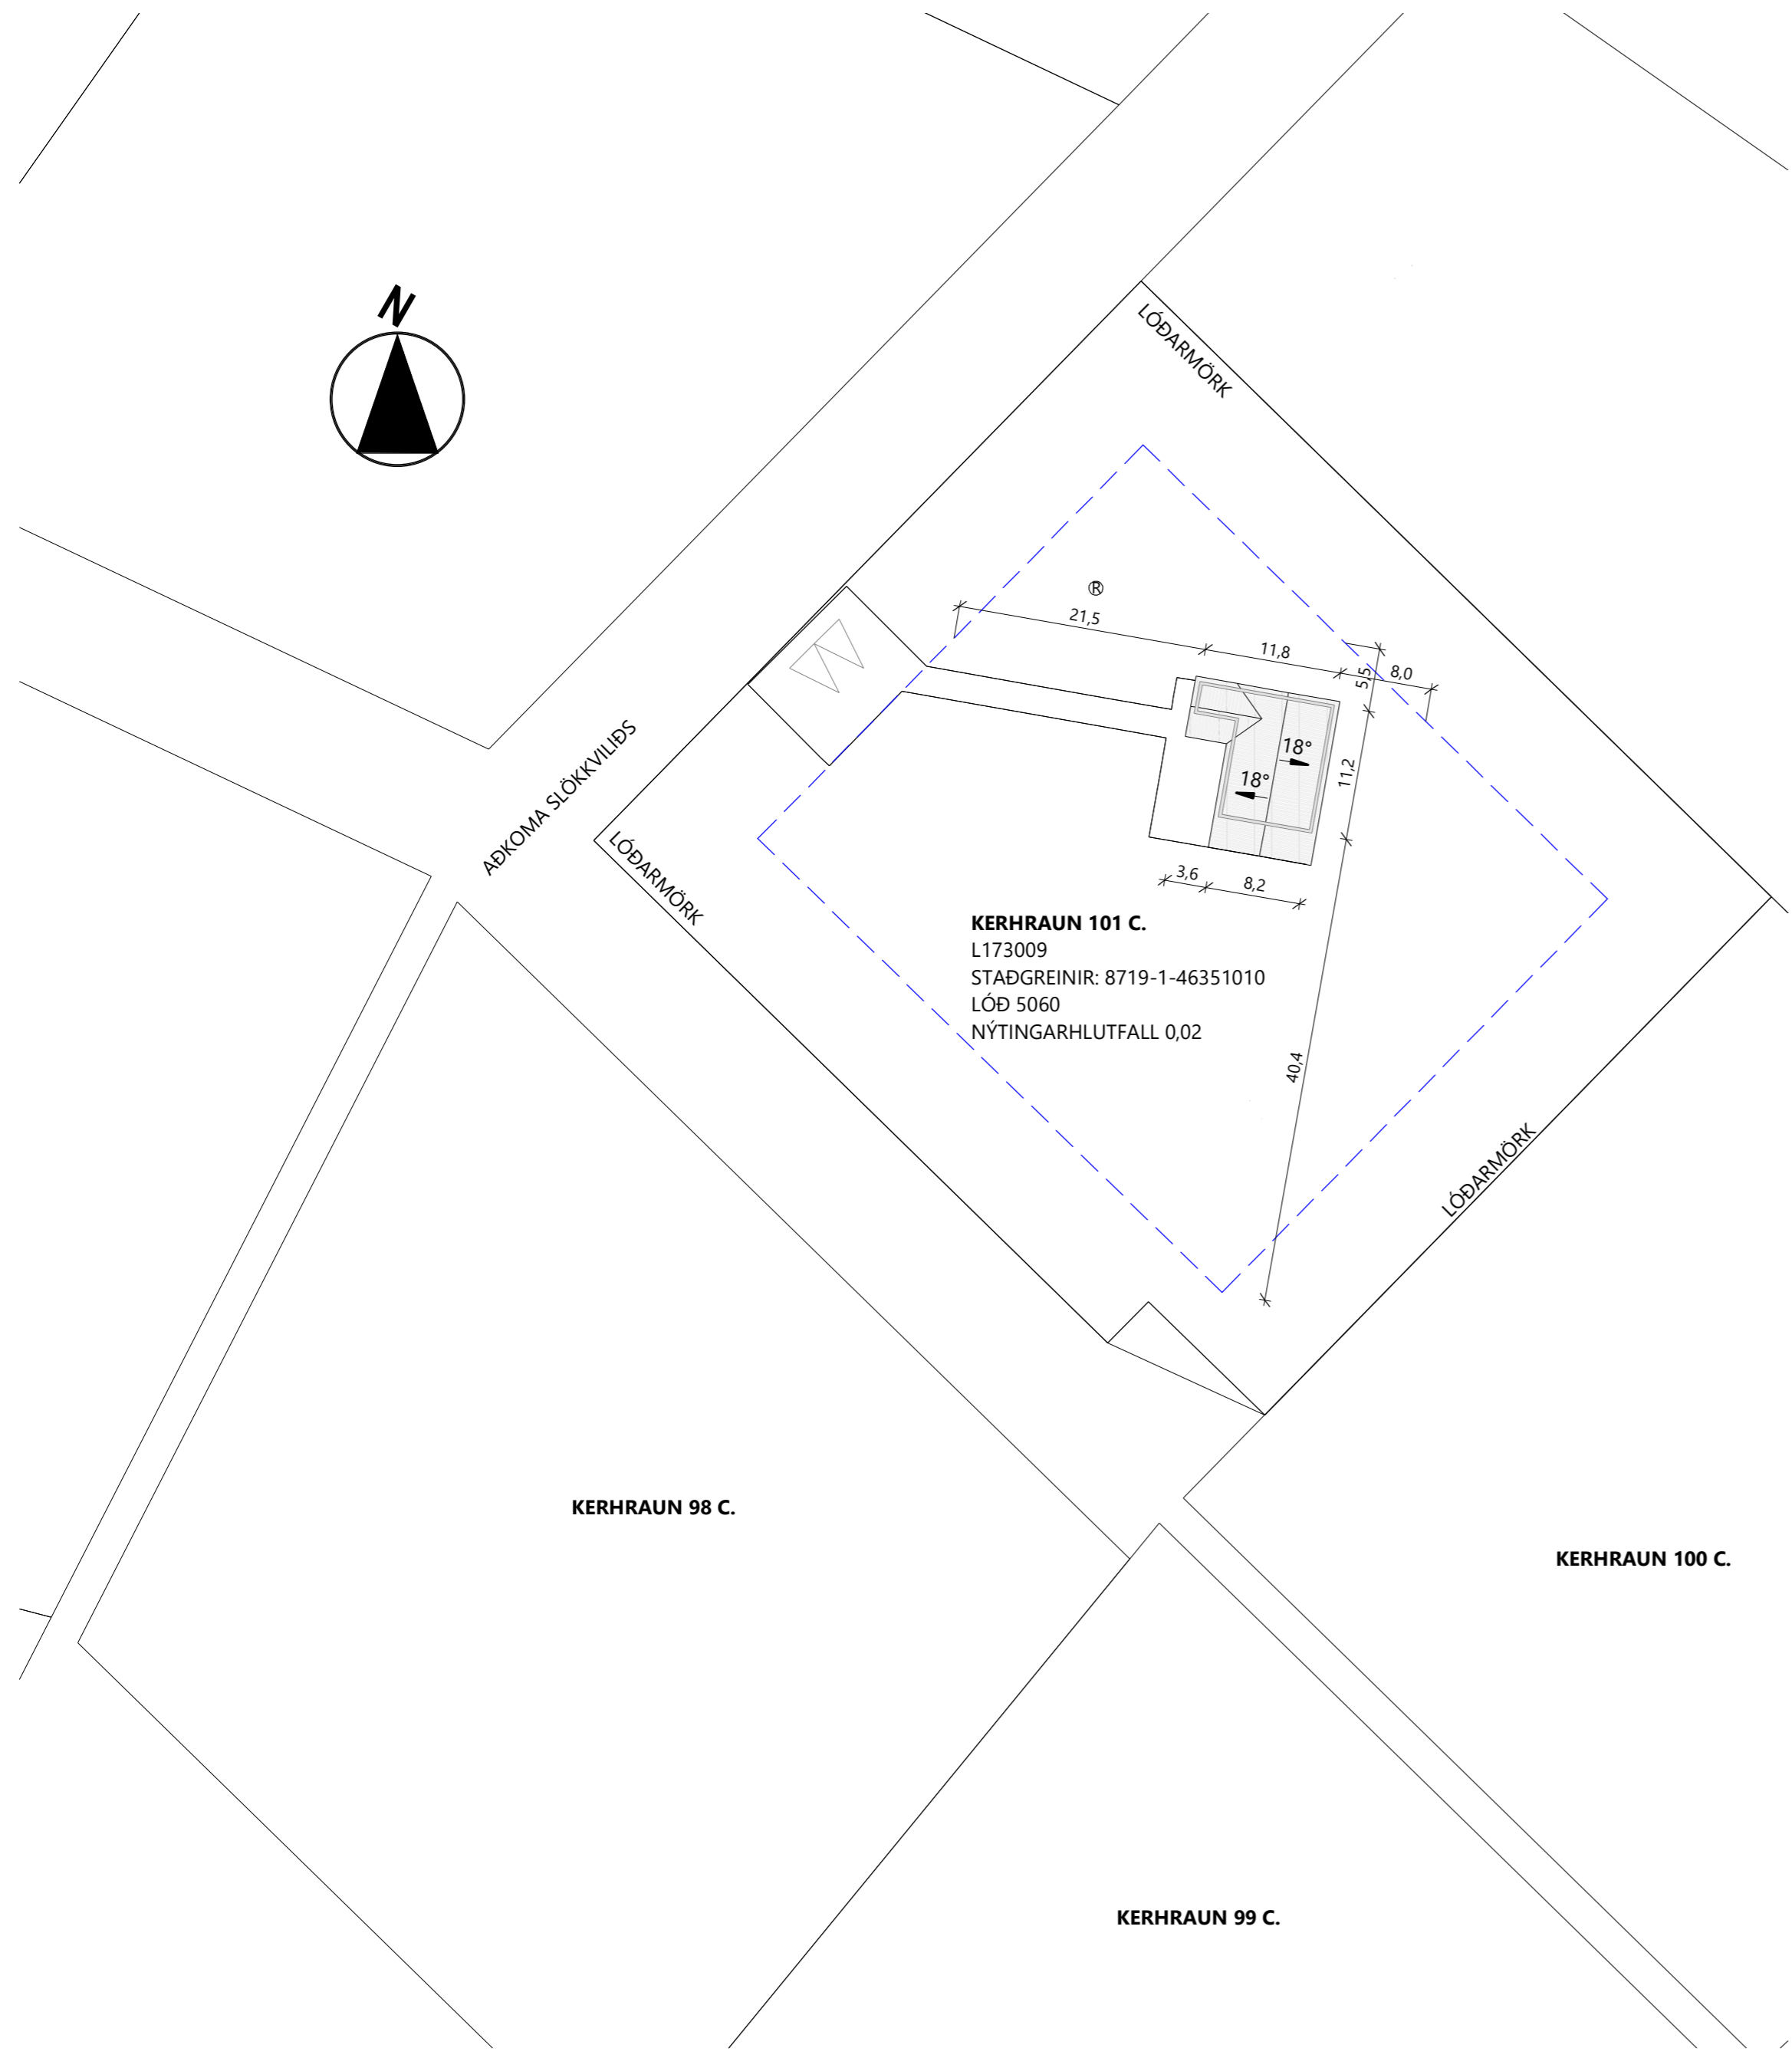 N
LÓÐARMÖRK
®
21,5
11,8
5,5
8,0
18°
18°
11,2
AÐKOMA SLÖKKVILIÐS
LÓÐARMÖRK
3,6
8,2
KERHRAUN 101 C.
L173009
STAÐGREINIR: 8719-1-46351010
LÓÐ 5060
NÝTINGARHLUTFALL 0,02
40,4
LÓÐARMÖRK
KERHRAUN 98 C.
KERHRAUN 100 C.
KERHRAUN 99 C.